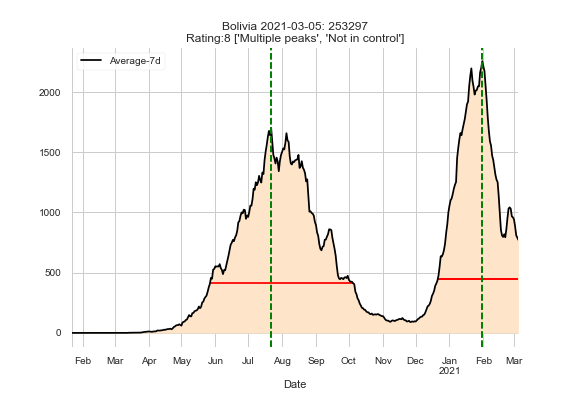 Bolivia 2021-03-05: 253297
Rating:8 ['Multiple peaks', 'Not in control']
Average-7d
2000
1500
1000
500
0
Feb Mar Apr May Jun Jul Aug Sep Oct Nov Dec Jan Feb Mar
2021
Date